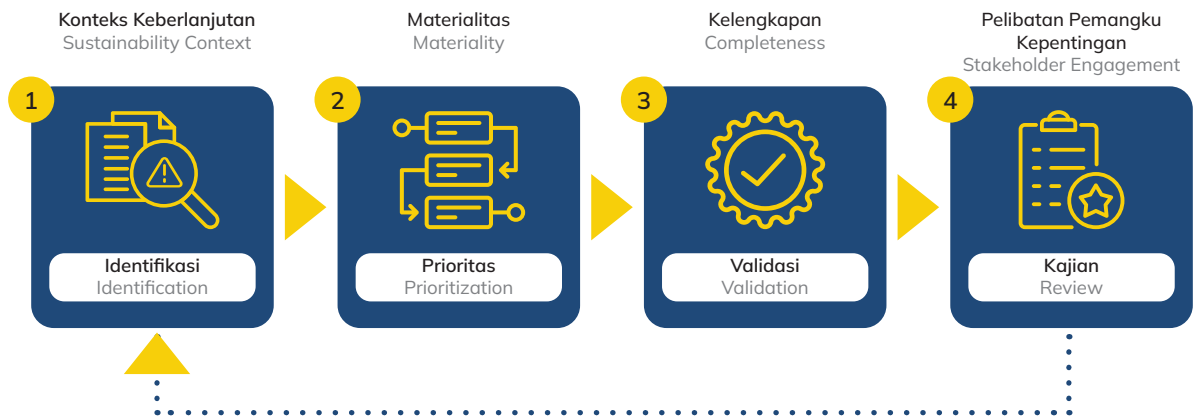 Konteks Keberlanjutan
Sustainability Context
Materialitas
Materiality
Kelengkapan
Completeness
Pelibatan Pemangku
Kepentingan
Stakeholder Engagement
1
2
3
4
Identifikasi
Identification
Prioritas
Prioritization
Validasi
Validation
Kajian
Review